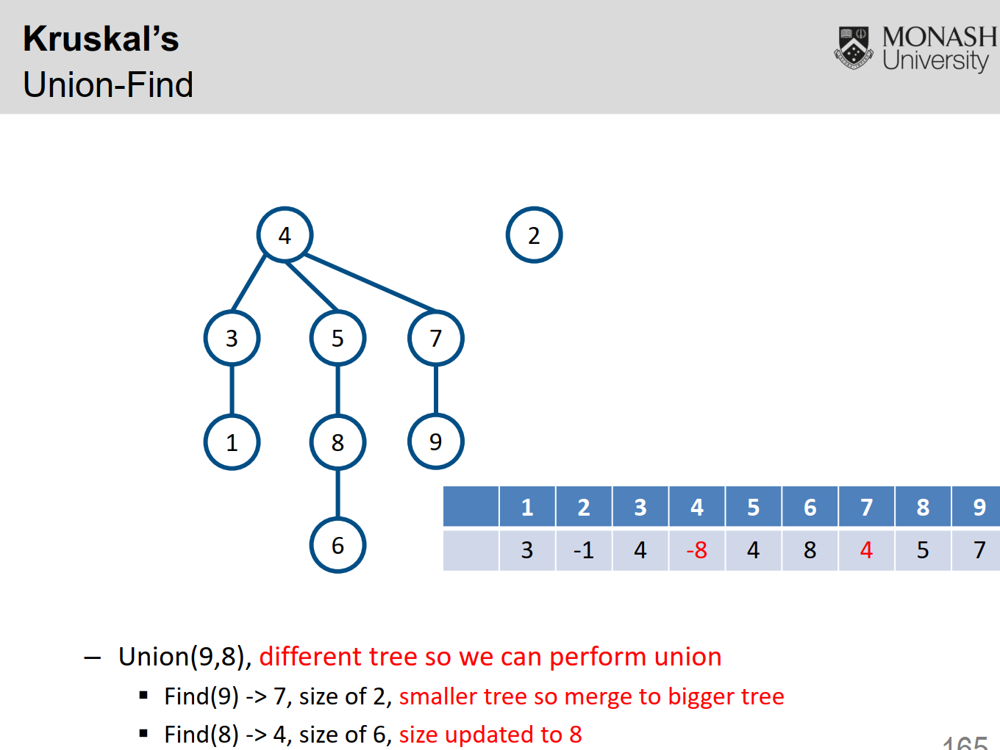 Kruskal’s
Union-Find
MONASH
University
4
2
3 5 7
1 8 9
6
1 2 3 4 5 6 7 8 9
3 -1 4 -8 4 8 4 5 7
– Union(9,8), different tree so we can perform union
▪ Find(9) -> 7, size of 2, smaller tree so merge to bigger tree
▪ Find(8) -> 4, size of 6, size updated to 8
165